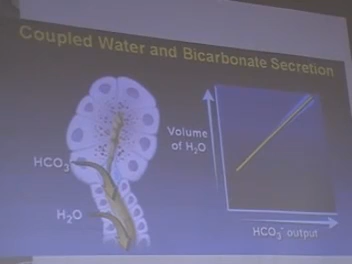 Coupled Water and Bicarbonate Secretion
Volume
of H₂O
HCO₃⁻
H₂O
HCO₃⁻ output